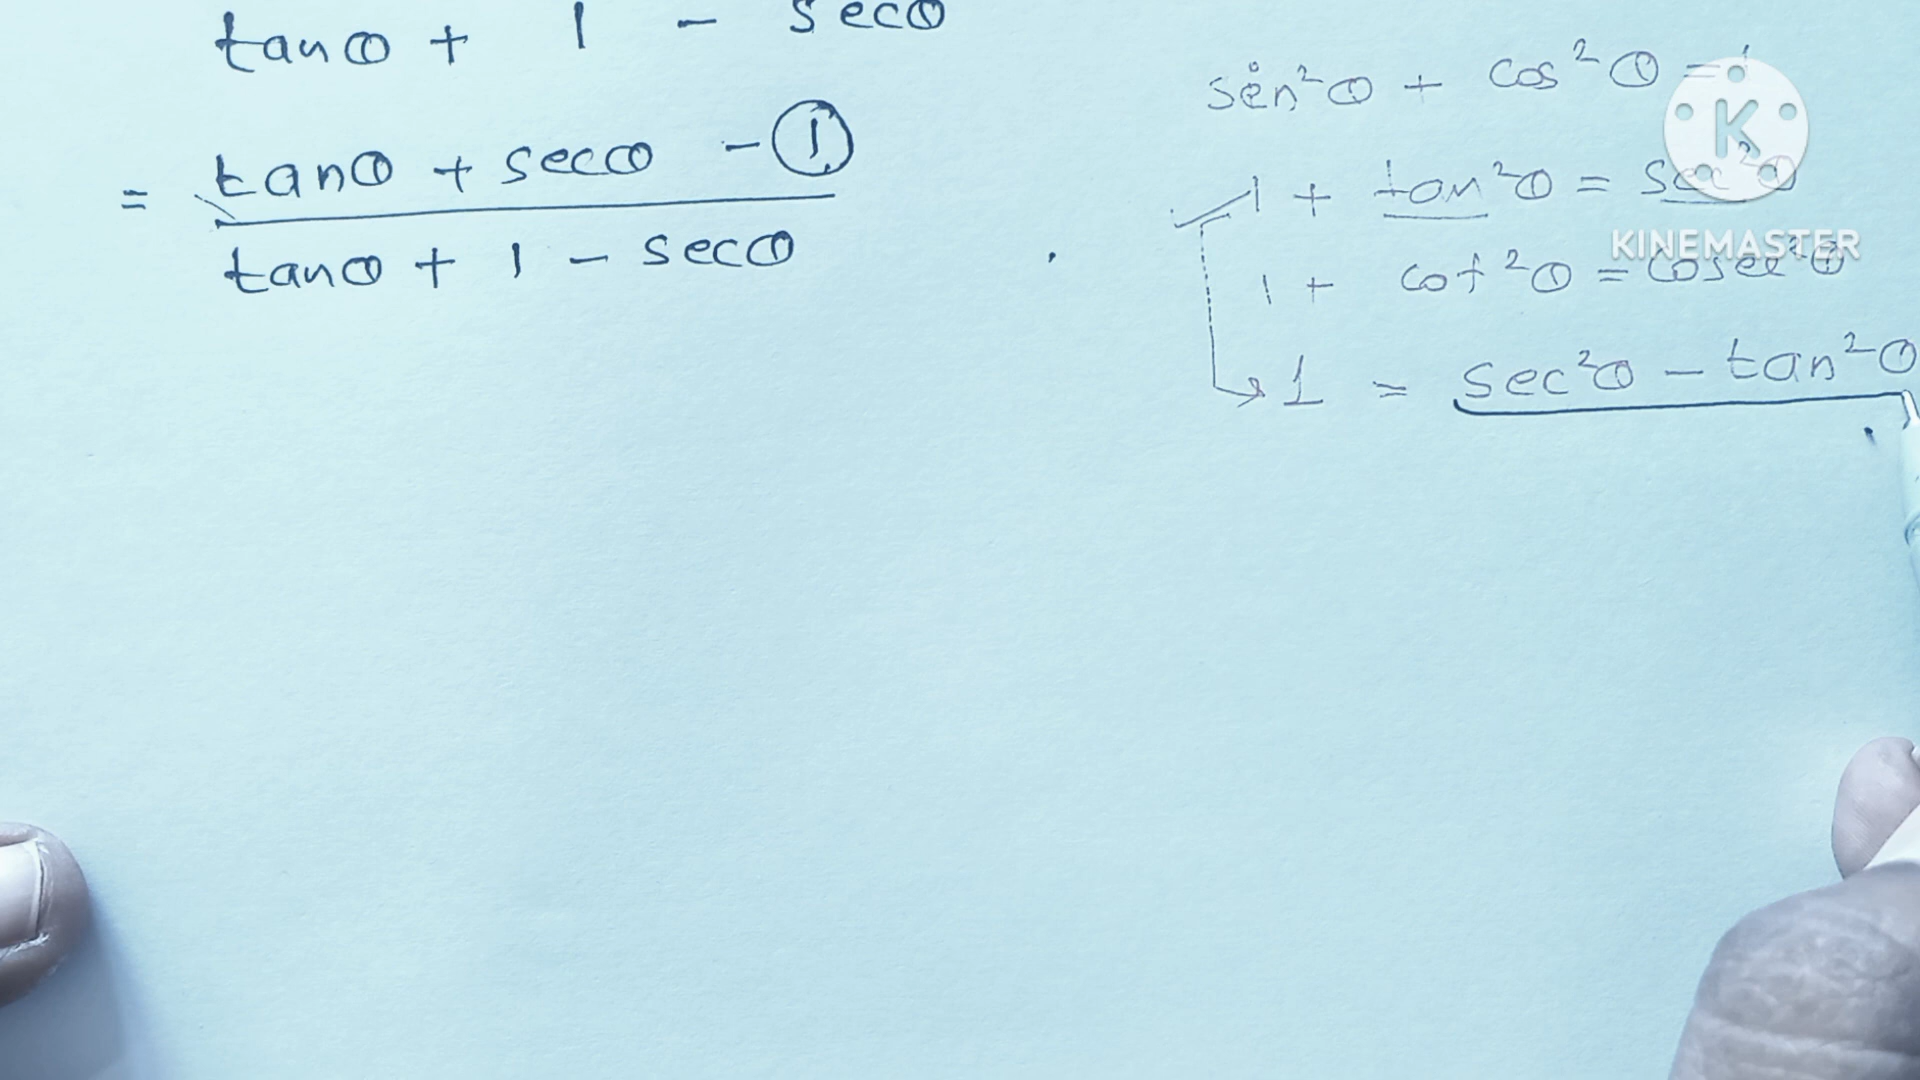 tanθ + 1 - secθ
= tanθ + secθ - 1
tanθ + 1 - secθ
sin²θ + cos²θ = 1
1 + tan²θ = sec²θ
1 + cot²θ = cosec²θ
1 = sec²θ - tan²θ
K
KINEMASTER